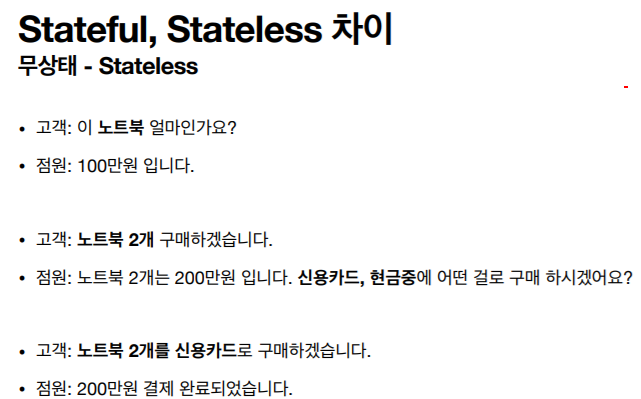 Stateful, Stateless 차이
무상태 - Stateless
• 고객: 이 노트북 얼마인가요?
• 점원: 100만원 입니다.
• 고객: 노트북 2개 구매하겠습니다.
• 점원: 노트북 2개는 200만원 입니다. 신용카드, 현금중에 어떤 걸로 구매 하시겠어요?
• 고객: 노트북 2개를 신용카드로 구매하겠습니다.
• 점원: 200만원 결제 완료되었습니다.